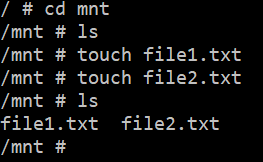 / # cd mnt
/mnt # ls
/mnt # touch file1.txt
/mnt # touch file2.txt
/mnt # ls
file1.txt  file2.txt
/mnt #